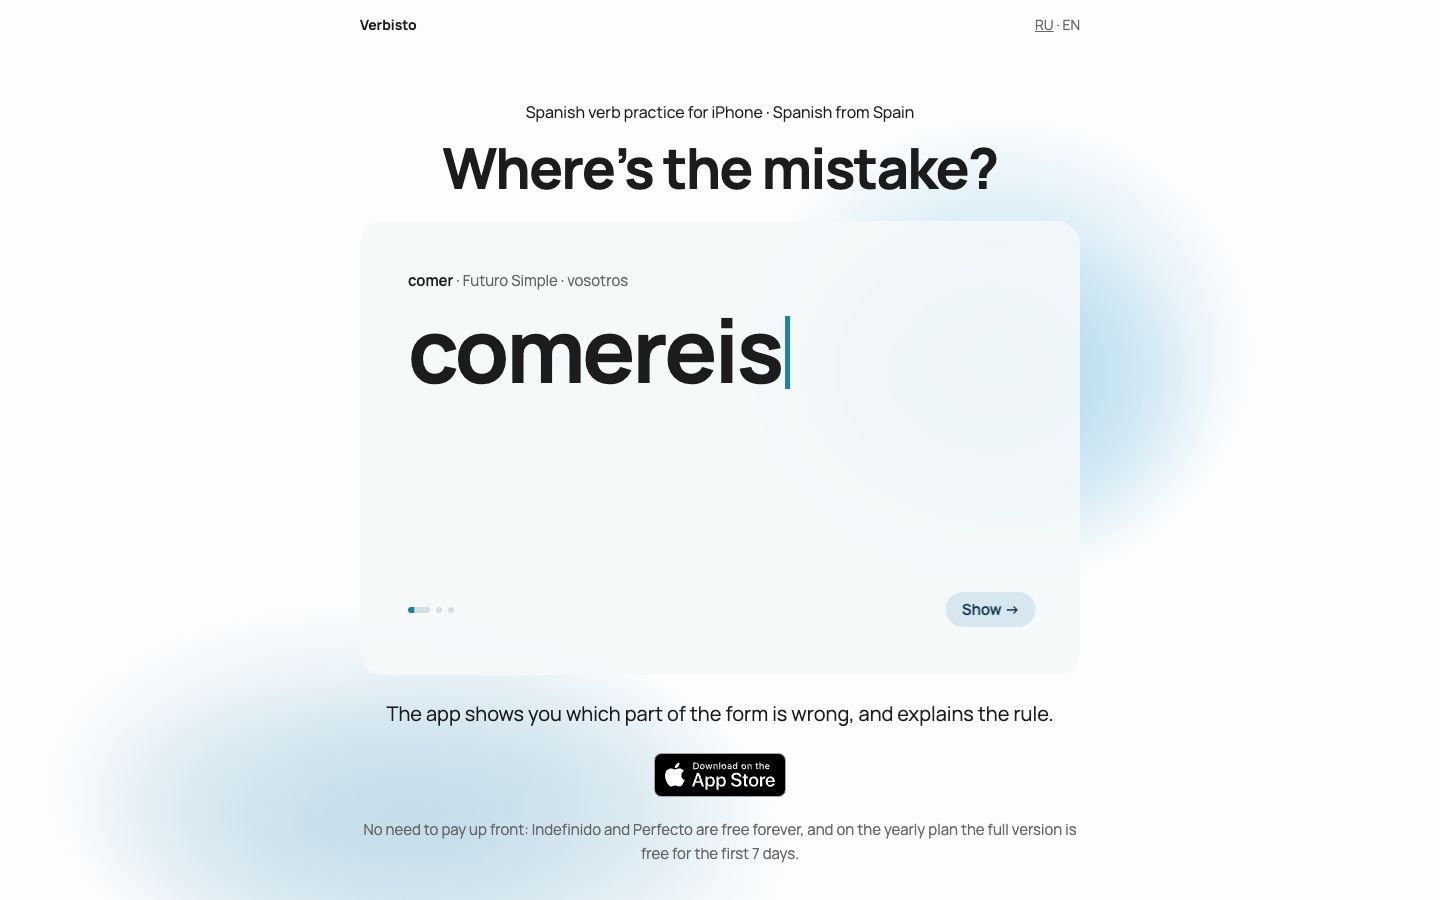 Verbisto
RU · EN
Spanish verb practice for iPhone · Spanish from Spain
Where’s the mistake?
comer · Futuro Simple · vosotros
comereis
Show →
The app shows you which part of the form is wrong, and explains the rule.
Download on the
App Store
No need to pay up front: Indefinido and Perfecto are free forever, and on the yearly plan the full version is
free for the first 7 days.